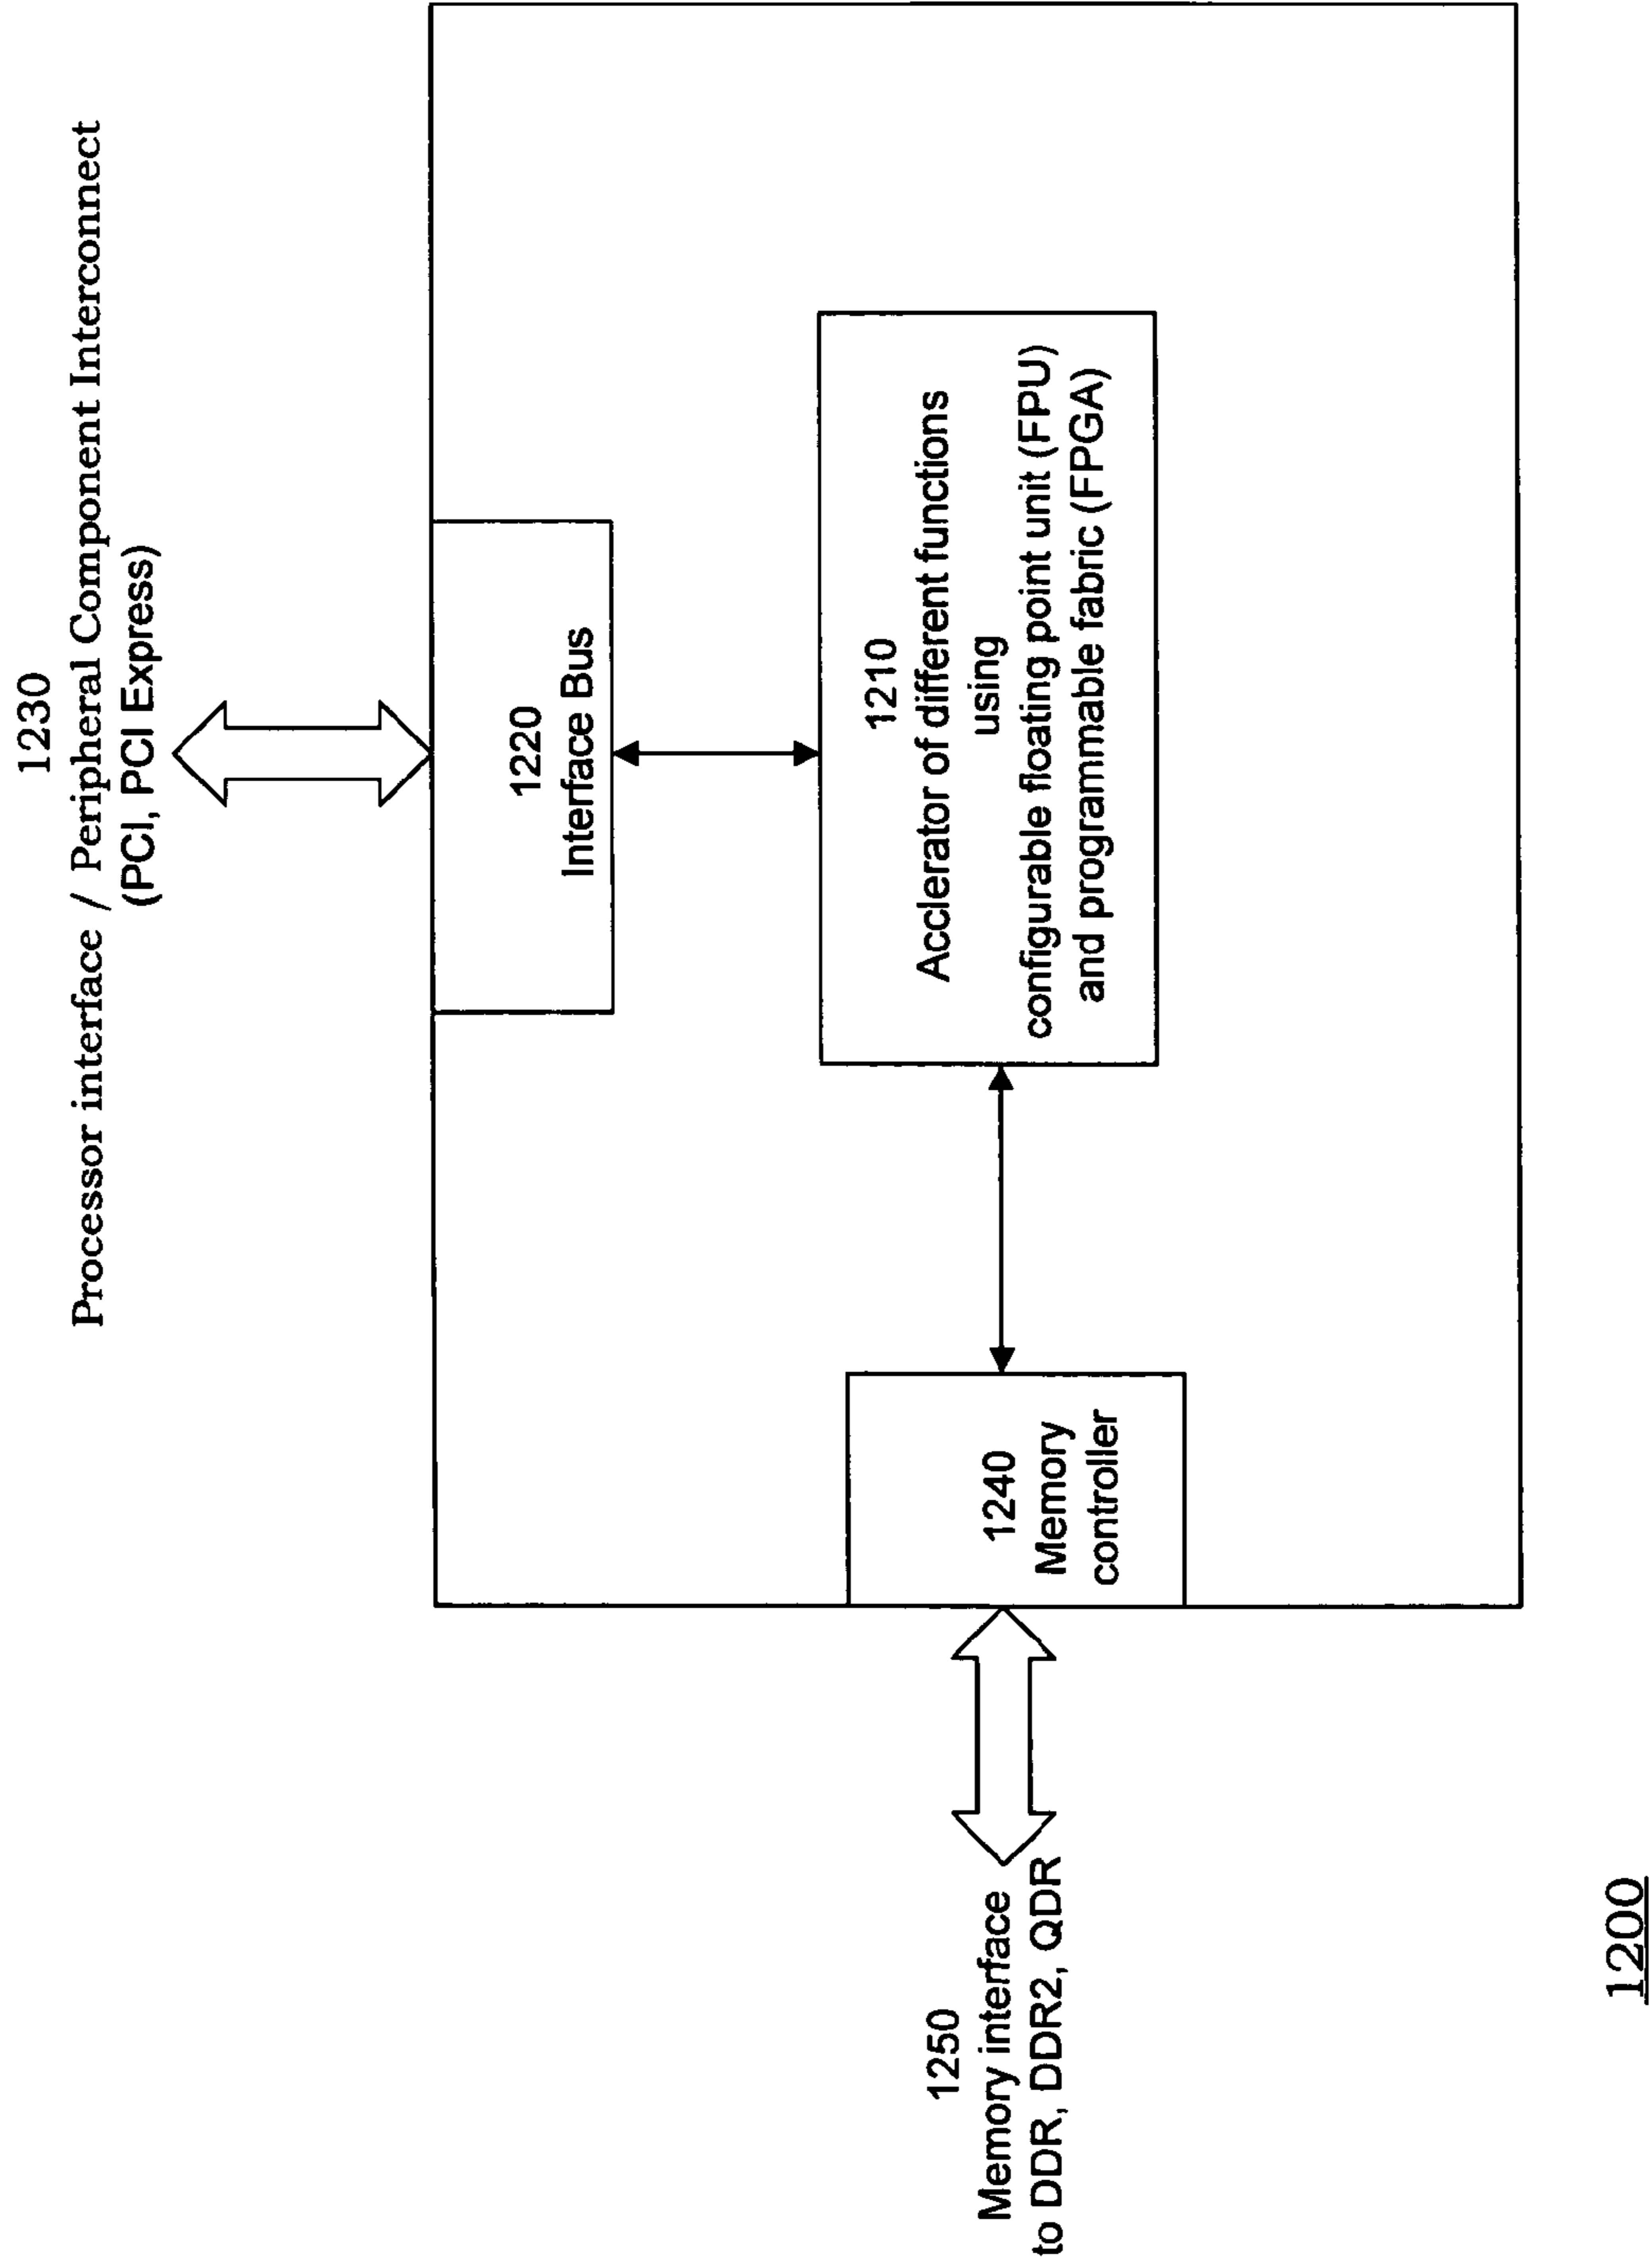 1230
Processor interface / Peripheral Component Interconnect
(PCI, PCI Express)
1220
Interface Bus
1210
Acclerator of different functions
using
configurable floating point unit (FPU)
and programmable fabric (FPGA)
1240
Memory
controller
1250
Memory interface
to DDR, DDR2, QDR
1200